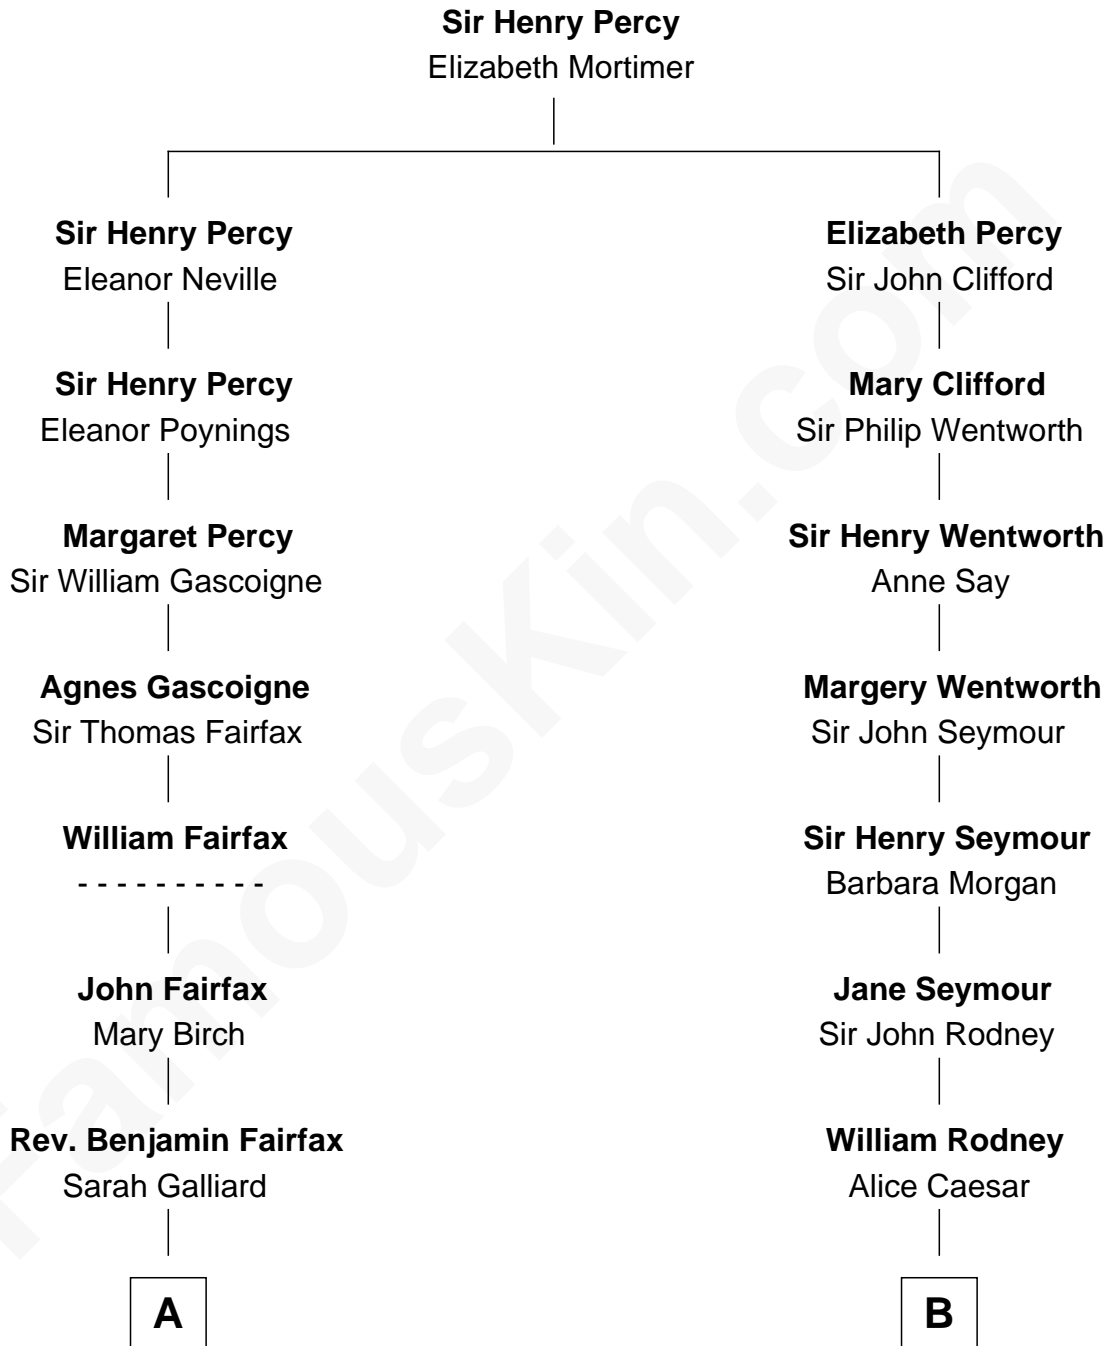 Sir Henry Percy
Elizabeth Mortimer
Sir Henry Percy
Eleanor Neville
Sir Henry Percy
Eleanor Poynings
Margaret Percy
Sir William Gascoigne
Agnes Gascoigne
Sir Thomas Fairfax
William Fairfax
- - - - - - - - - -
John Fairfax
Mary Birch
Rev. Benjamin Fairfax
Sarah Galliard
A
Elizabeth Percy
Sir John Clifford
Mary Clifford
Sir Philip Wentworth
Sir Henry Wentworth
Anne Say
Margery Wentworth
Sir John Seymour
Sir Henry Seymour
Barbara Morgan
Jane Seymour
Sir John Rodney
William Rodney
Alice Caesar
B
FamousKin.com